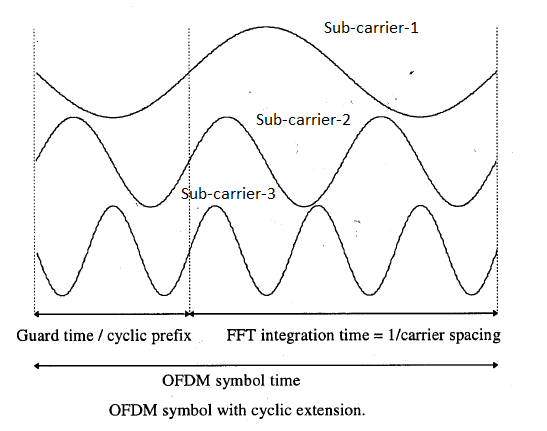 Sub-carrier-1
Sub-carrier-2
Sub-carrier-3
Guard time / cyclic prefix
FFT integration time = 1/carrier spacing
OFDM symbol time
OFDM symbol with cyclic extension.